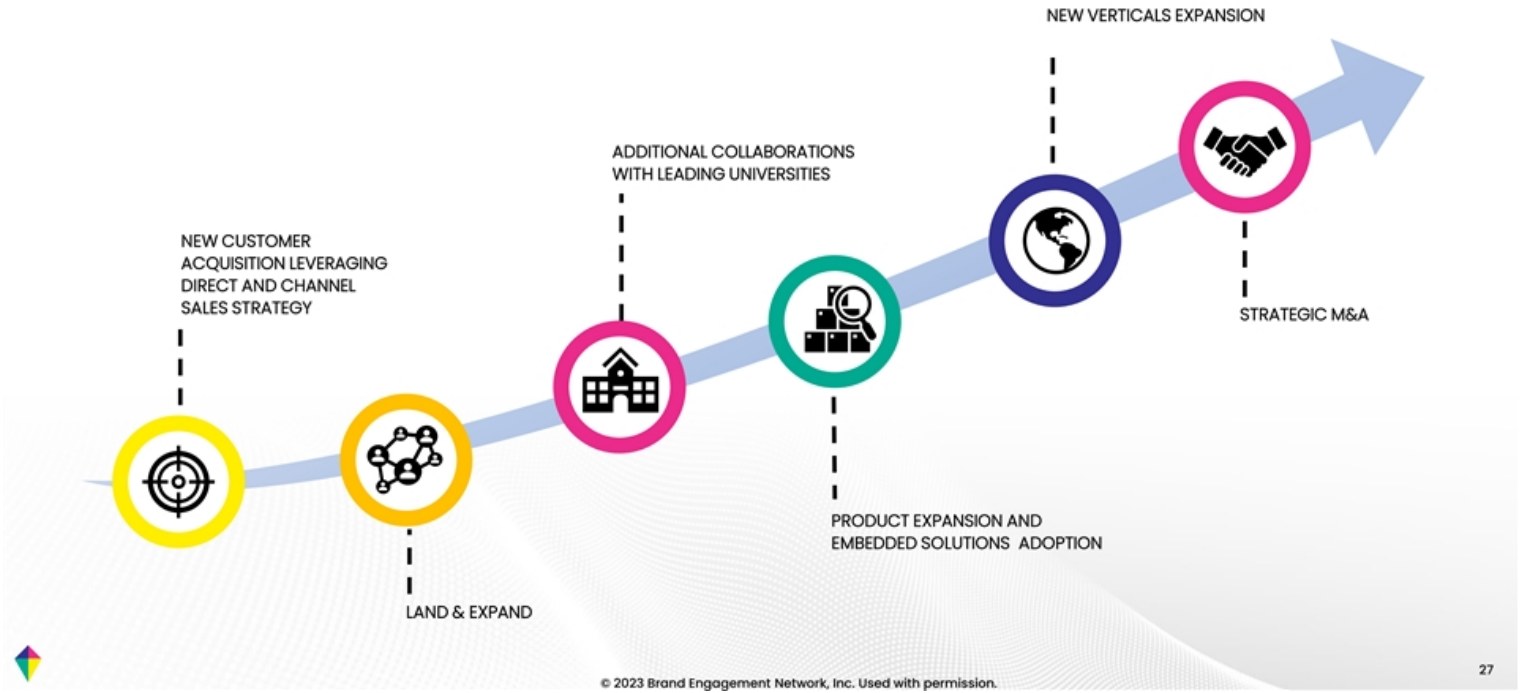 NEW VERTICALS EXPANSION
ADDITIONAL COLLABORATIONS
WITH LEADING UNIVERSITIES
NEW CUSTOMER
ACQUISITION LEVERAGING
DIRECT AND CHANNEL
SALES STRATEGY
STRATEGIC M&A
PRODUCT EXPANSION AND
EMBEDDED SOLUTIONS ADOPTION
LAND & EXPAND
27
© 2023 Brand Engagement Network, Inc. Used with permission.